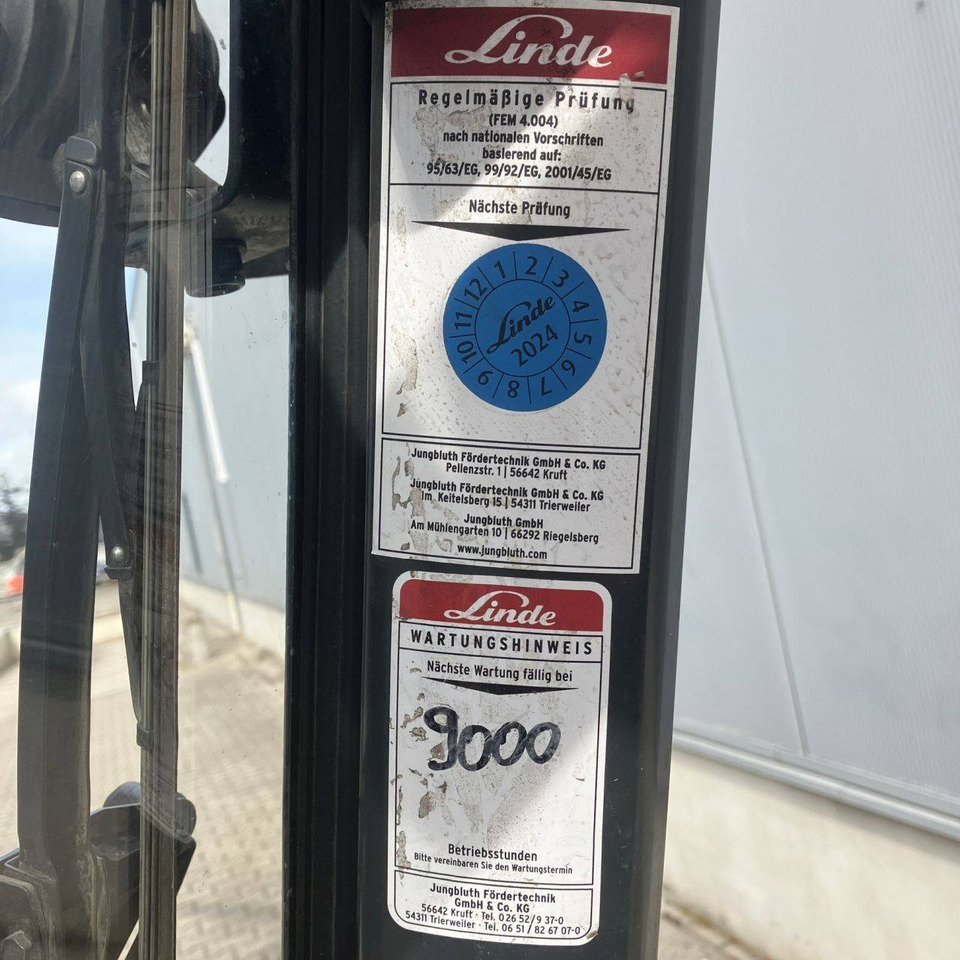 Linde
Regelmäßige Prüfung
(FEM 4.004)
nach nationalen Vorschriften
basierend auf:
95/63/EG, 99/92/EG, 2001/45/EG
Nächste Prüfung
1 2 3 4 5 6 7 8 9 10 11 12
Linde
2024
Jungbluth Fördertechnik GmbH & Co. KG
Pellenzstr. 1 | 56642 Kruft
Jungbluth Fördertechnik GmbH & Co. KG
Im Keitelsberg 15 | 54311 Trierweiler
Jungbluth GmbH
Am Mühlengarten 10 | 66292 Riegelsberg
www.jungbluth.com
Linde
WARTUNGSHINWEIS
Nächste Wartung fällig bei
9000
Betriebsstunden
Bitte vereinbaren Sie den Wartungstermin
Jungbluth Fördertechnik
GmbH & Co. KG
56642 Kruft · Tel. 0 26 52 / 9 37-0
54311 Trierweiler · Tel. 06 51 / 82 67 07-0